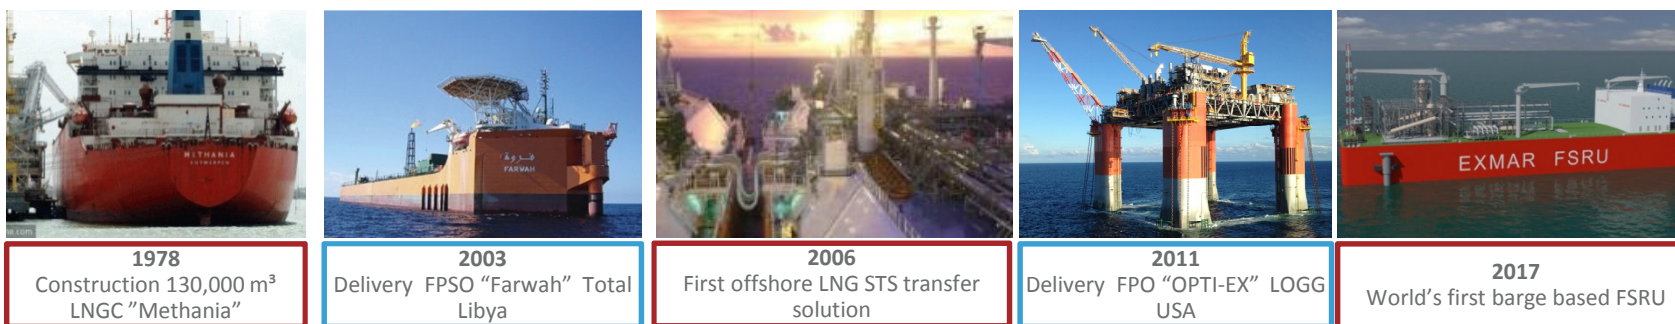 METHANIA
ANTWERPEN
فروة
FARWAH
EXMAR FSRU
1978
Construction 130,000 m³
LNGC ”Methania”
2003
Delivery FPSO “Farwah” Total
Libya
2006
First offshore LNG STS transfer
solution
2011
Delivery FPO “OPTI-EX” LOGG
USA
2017
World’s first barge based FSRU